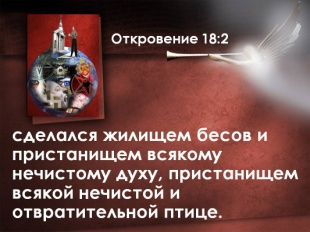 Откровение 18:2
сделался жилищем бесов и
пристанищем всякому
нечистому духу, пристанищем
всякой нечистой и
отвратительной птице.